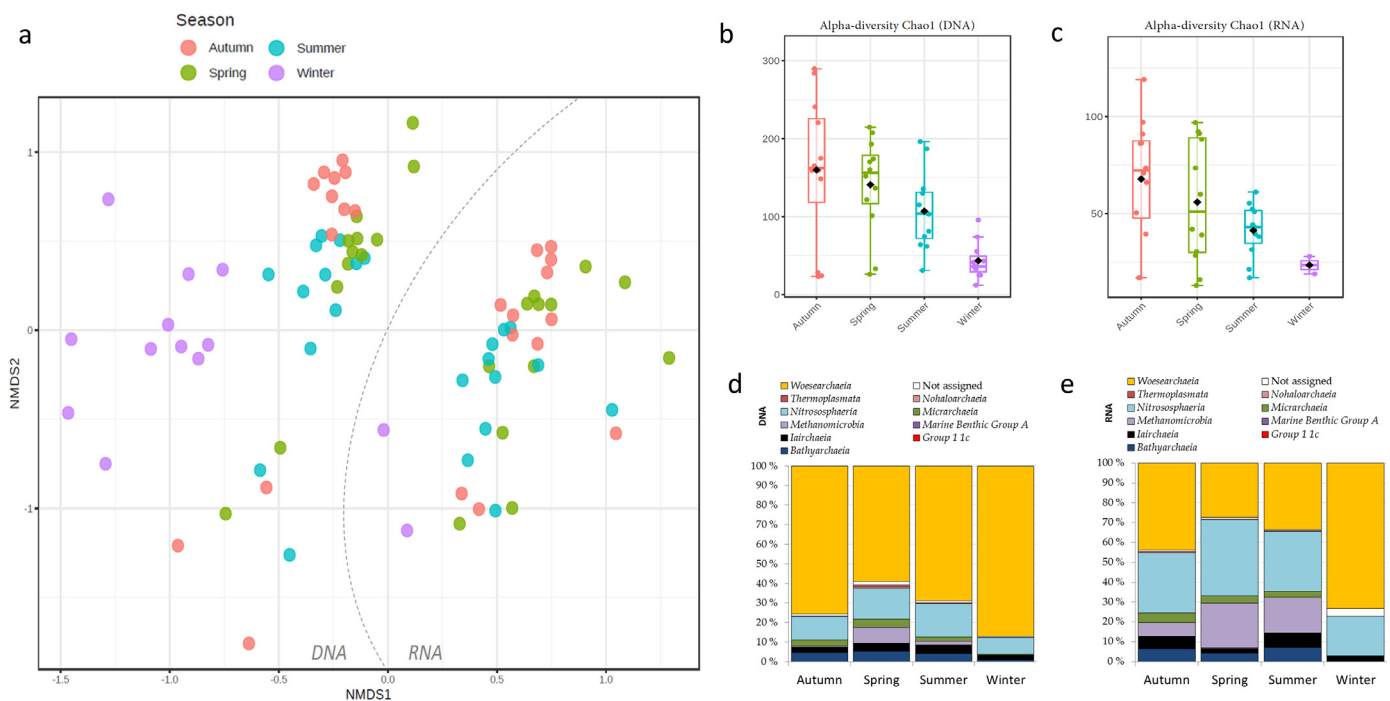 a
Season
Autumn
Summer
Spring
Winter
NMDS2
1
0
-1
DNA
RNA
-1.5
-1.0
-0.5
0.0
0.5
1.0
NMDS1
b
Alpha-diversity Chao1 (DNA)
300
200
100
0
Autumn
Spring
Summer
Winter
c
Alpha-diversity Chao1 (RNA)
100
50
Autumn
Spring
Summer
Winter
d
DNA
Woesearchaeia
Not assigned
Thermoplasmata
Nohaloarchaeia
Nitrososphaeria
Micrarchaeia
Methanomicrobia
Marine Benthic Group A
Iairchaeia
Group 1 1c
Bathyarchaeia
100 %
90 %
80 %
70 %
60 %
50 %
40 %
30 %
20 %
10 %
0 %
Autumn
Spring
Summer
Winter
e
RNA
Woesearchaeia
Not assigned
Thermoplasmata
Nohaloarchaeia
Nitrososphaeria
Micrarchaeia
Methanomicrobia
Marine Benthic Group A
Iairchaeia
Group 1 1c
Bathyarchaeia
100 %
90 %
80 %
70 %
60 %
50 %
40 %
30 %
20 %
10 %
0 %
Autumn
Spring
Summer
Winter